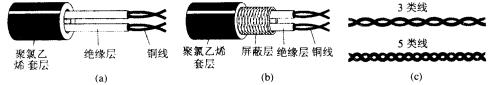 聚氯乙
烯 套层
绝缘层
铜线
(a)
聚氯乙烯
套层
屏蔽层
绝缘层
铜线
(b)
3 类线
5 类线
(c)